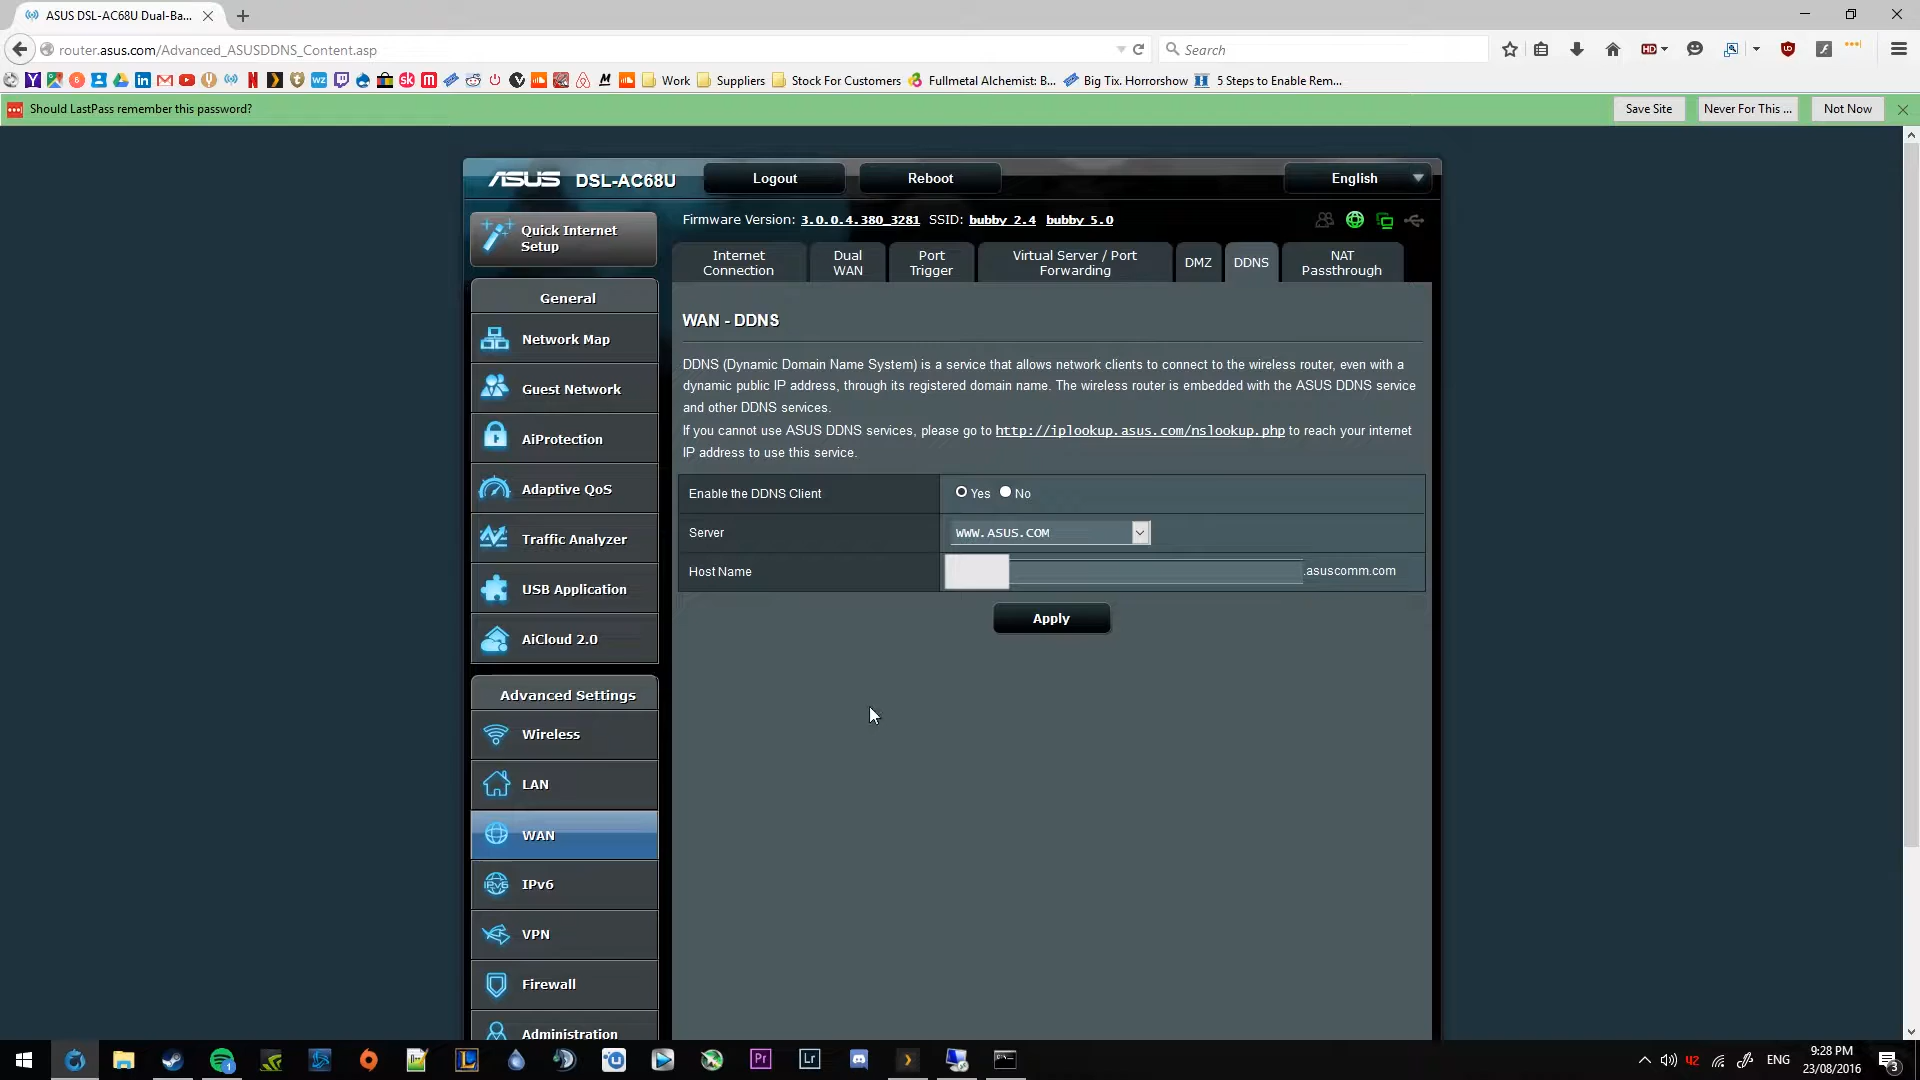 ASUS DSL-AC68U Dual-Ba...
router.asus.com/Advanced_ASUSDDNS_Content.asp
Search
HD
Work
Suppliers
Stock For Customers
Fullmetal Alchemist: B...
Big Tix. Horrorshow
5 Steps to Enable Rem...
Should LastPass remember this password?
Save Site
Never For This ...
Not Now
ASUS DSL-AC68U
Logout
Reboot
English
Quick Internet
Setup
Firmware Version: 3.0.0.4.380_3281 SSID: bubby_2.4 bubby_5.0
Internet
Connection
Dual
WAN
Port
Trigger
Virtual Server / Port
Forwarding
DMZ
DDNS
NAT
Passthrough
General
Network Map
Guest Network
AiProtection
Adaptive QoS
Traffic Analyzer
USB Application
AiCloud 2.0
Advanced Settings
Wireless
LAN
WAN
IPv6
VPN
Firewall
Administration
WAN - DDNS
DDNS (Dynamic Domain Name System) is a service that allows network clients to connect to the wireless router, even with a
dynamic public IP address, through its registered domain name. The wireless router is embedded with the ASUS DDNS service
and other DDNS services.
If you cannot use ASUS DDNS services, please go to http://iplookup.asus.com/nslookup.php to reach your internet
IP address to use this service.
Enable the DDNS Client
Yes No
Server
WWW.ASUS.COM
Host Name
.asuscomm.com
Apply
1
Pr
Lr
42
ENG
9:28 PM
23/08/2016
3